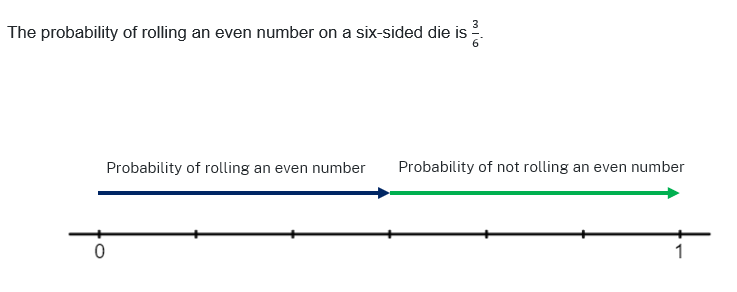 The probability of rolling an even number on a six-sided die is 3/6.
Probability of rolling an even number
Probability of not rolling an even number
0
1